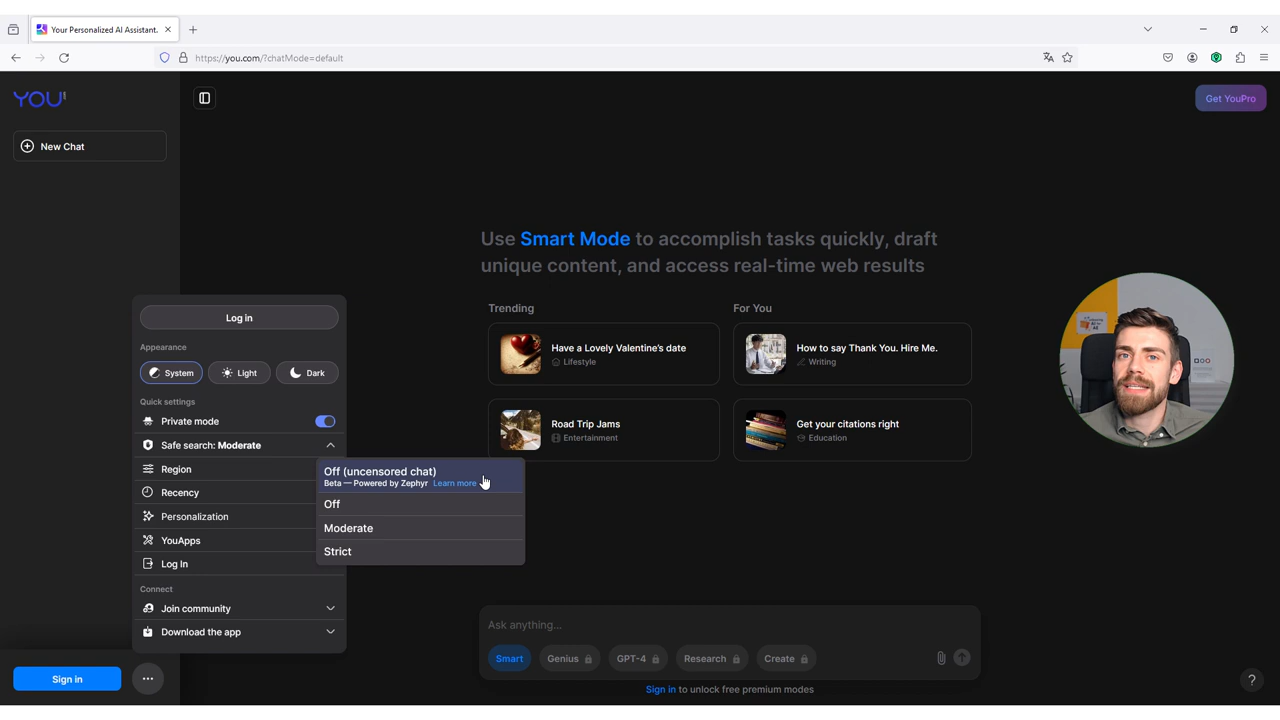 Your Personalized AI Assistant.
https://you.com/?chatMode=default
YOU
Get YouPro
New Chat
Use Smart Mode to accomplish tasks quickly, draft
unique content, and access real-time web results
Trending
For You
Have a Lovely Valentine's date
Lifestyle
How to say Thank You. Hire Me.
Writing
Road Trip Jams
Entertainment
Get your citations right
Education
Log in
Appearance
System
Light
Dark
Quick settings
Private mode
Safe search: Moderate
Region
Recency
Personalization
YouApps
Log In
Connect
Join community
Download the app
Off (uncensored chat)
Beta — Powered by Zephyr Learn more
Off
Moderate
Strict
Ask anything...
Smart
Genius
GPT-4
Research
Create
Sign in to unlock free premium modes
Sign in
?